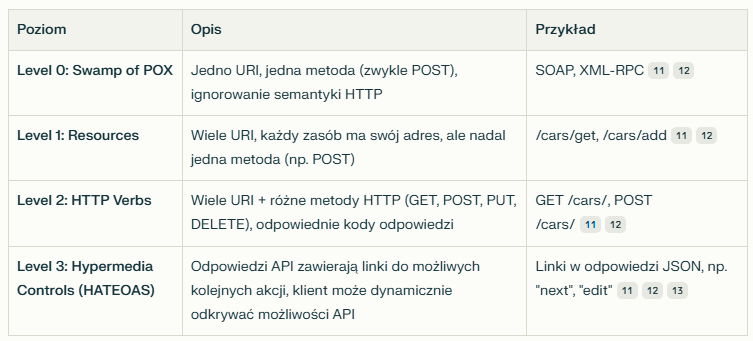 Poziom Opis Przykład
Level 0: Swamp of POX Jedno URI, jedna metoda (zwykle POST), SOAP, XML-RPC 11 12
ignorowanie semantyki HTTP
Level 1: Resources Wiele URI, każdy zasób ma swój adres, ale nadal /cars/get, /cars/add 11 12
jedna metoda (np. POST)
Level 2: HTTP Verbs Wiele URI + różne metody HTTP (GET, POST, PUT, GET /cars/, POST
DELETE), odpowiednie kody odpowiedzi /cars/ 11 12
Level 3: Hypermedia Odpowiedzi API zawierają linki do możliwych Linki w odpowiedzi JSON, np.
Controls (HATEOAS) kolejnych akcji, klient może dynamicznie "next", "edit" 11 12 13
odkrywać możliwości API